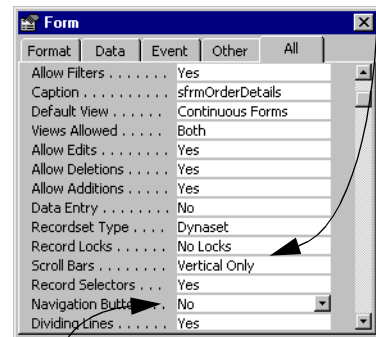 Form
Format Data Event Other All
Allow Filters . . . . . . . Yes
Caption . . . . . . . . . . . sfrmOrderDetails
Default View . . . . . . Continuous Forms
Views Allowed . . . . . Both
Allow Edits . . . . . . . . Yes
Allow Deletions . . . . . Yes
Allow Additions . . . . . Yes
Data Entry . . . . . . . . No
Recordset Type . . . . Dynaset
Record Locks . . . . . . No Locks
Scroll Bars . . . . . . . . Vertical Only
Record Selectors . . . Yes
Navigation Buttons . . No
Dividing Lines . . . . . . Yes